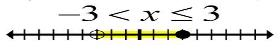 −3 < x ≤ 3